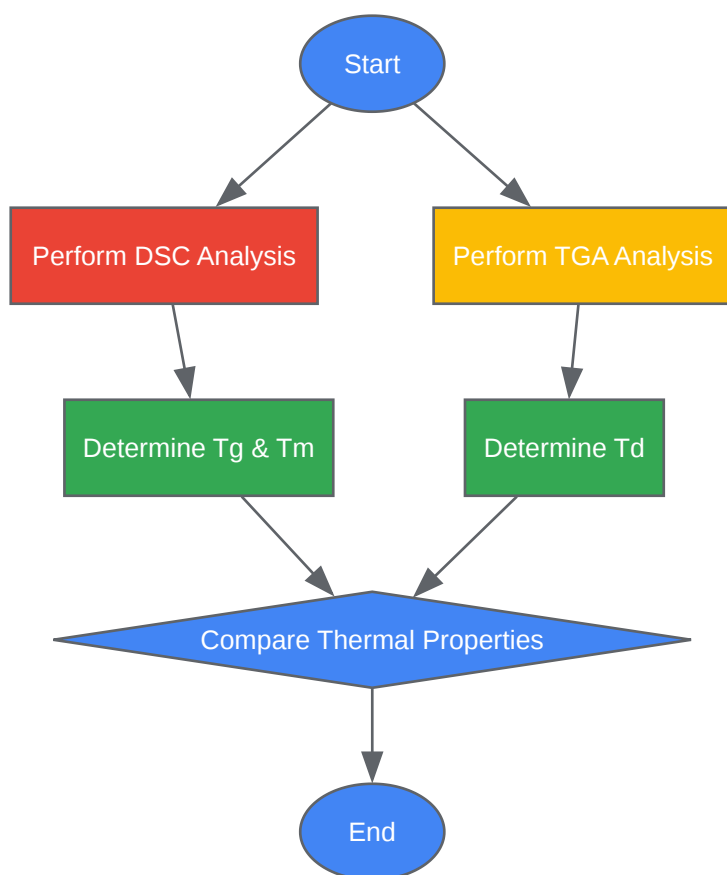 Start
Perform DSC Analysis
Perform TGA Analysis
Determine Tg & Tm
Determine Td
Compare Thermal Properties
End